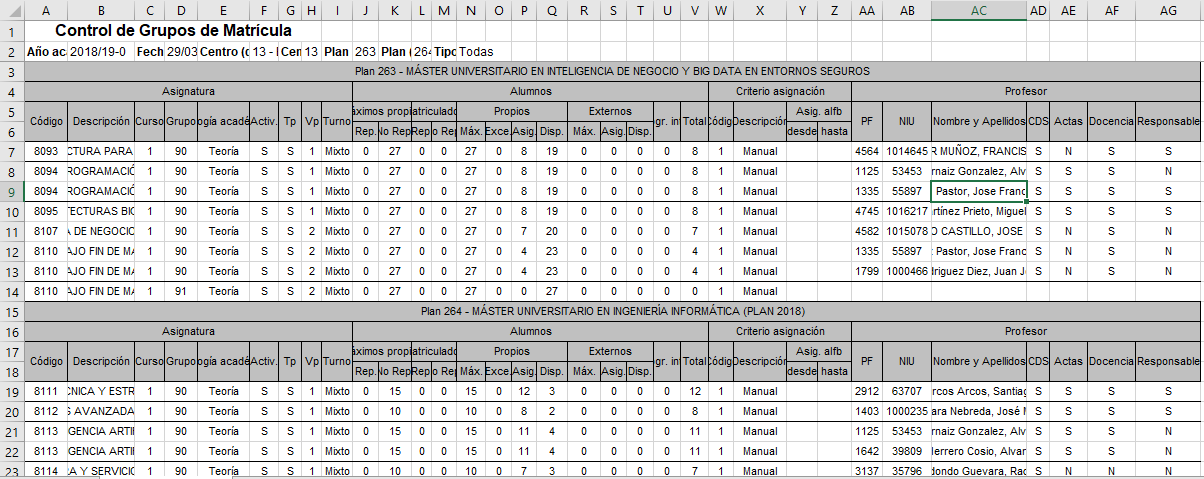 A B C D E F G H I J K L M N O P Q R S T U V W X Y Z AA AB AC AD AE AF AG
1 Control de Grupos de Matrícula
2 Año aca 2018/19-0 Fech 29/03 Centro (c 13 - Cen 13 Plan 263 Plan ( 264 Tipo Todas
3 Plan 263 - MÁSTER UNIVERSITARIO EN INTELIGENCIA DE NEGOCIO Y BIG DATA EN ENTORNOS SEGUROS
4 Asignatura Alumnos Criterio asignación Profesor
5 Código Descripción Curso Grupo ogía acadé Activ. Tp Vp Turno áximos propi atriculado Propios Externos gr. in Total Códig Descripción Asig. alfb PF NIU Nombre y Apellidos CDS Actas Docencia Responsable
6 Rep. No Rep Rep o Rep Máx. Exce. Asig. Disp. Máx. Asig. Disp. desde hasta
7 8093 CTURA PARA 1 90 Teoría S S 1 Mixto 0 27 0 0 27 0 8 19 0 0 0 0 8 1 Manual 4564 1014645 R MUÑOZ, FRANCIS S N S S
8 8094 ROGRAMACIÓ 1 90 Teoría S S 1 Mixto 0 27 0 0 27 0 8 19 0 0 0 0 8 1 Manual 1125 53453 rnaiz Gonzalez, Alv S S S N
9 8094 ROGRAMACIÓ 1 90 Teoría S S 1 Mixto 0 27 0 0 27 0 8 19 0 0 0 0 8 1 Manual 1335 55897 Pastor, Jose Franc S S S S
10 8095 TECTURAS BIG 1 90 Teoría S S 1 Mixto 0 27 0 0 27 0 8 19 0 0 0 0 8 1 Manual 4745 1016217 rtínez Prieto, Miguel S S S S
11 8107 A DE NEGOCIO 1 90 Teoría S S 2 Mixto 0 27 0 0 27 0 7 20 0 0 0 0 7 1 Manual 4582 1015078 O CASTILLO, JOSE S N S N
12 8110 AJO FIN DE MA 1 90 Teoría S S 2 Mixto 0 27 0 0 27 0 4 23 0 0 0 0 4 1 Manual 1335 55897 Pastor, Jose Franc S N S N
13 8110 AJO FIN DE MA 1 90 Teoría S S 2 Mixto 0 27 0 0 27 0 4 23 0 0 0 0 4 1 Manual 1799 1000466 driguez Diez, Juan J S N S N
14 8110 AJO FIN DE MA 1 91 Teoría S S 2 Mixto 0 27 0 0 27 0 0 27 0 0 0 0 0 1 Manual
15 Plan 264 - MÁSTER UNIVERSITARIO EN INGENIERÍA INFORMÁTICA (PLAN 2018)
16 Asignatura Alumnos Criterio asignación Profesor
17 Código Descripción Curso Grupo ogía acadé Activ. Tp Vp Turno áximos propi atriculado Propios Externos gr. in Total Códig Descripción Asig. alfb PF NIU Nombre y Apellidos CDS Actas Docencia Responsable
18 Rep. No Rep Rep o Rep Máx. Exce. Asig. Disp. Máx. Asig. Disp. desde hasta
19 8111 CNICA Y ESTR 1 90 Teoría S S 1 Mixto 0 15 0 0 15 0 12 3 0 0 0 0 12 1 Manual 2912 63707 rcos Arcos, Santiag S S S S
20 8112 S AVANZADA 1 90 Teoría S S 1 Mixto 0 10 0 0 10 0 8 2 0 0 0 0 8 1 Manual 1403 1000235 ara Nebreda, José M S S S S
21 8113 IGENCIA ARTI 1 90 Teoría S S 1 Mixto 0 15 0 0 15 0 11 4 0 0 0 0 11 1 Manual 1125 53453 rnaiz Gonzalez, Alv S S S N
22 8113 IGENCIA ARTI 1 90 Teoría S S 1 Mixto 0 15 0 0 15 0 11 4 0 0 0 0 11 1 Manual 1642 39809 Herrero Cosio, Alvar S S S S
23 8114 RA Y SERVICIO 1 90 Teoría S S 1 Mixto 0 10 0 0 10 0 7 3 0 0 0 0 7 1 Manual 3137 35796 dondo Guevara, Raq S N N N